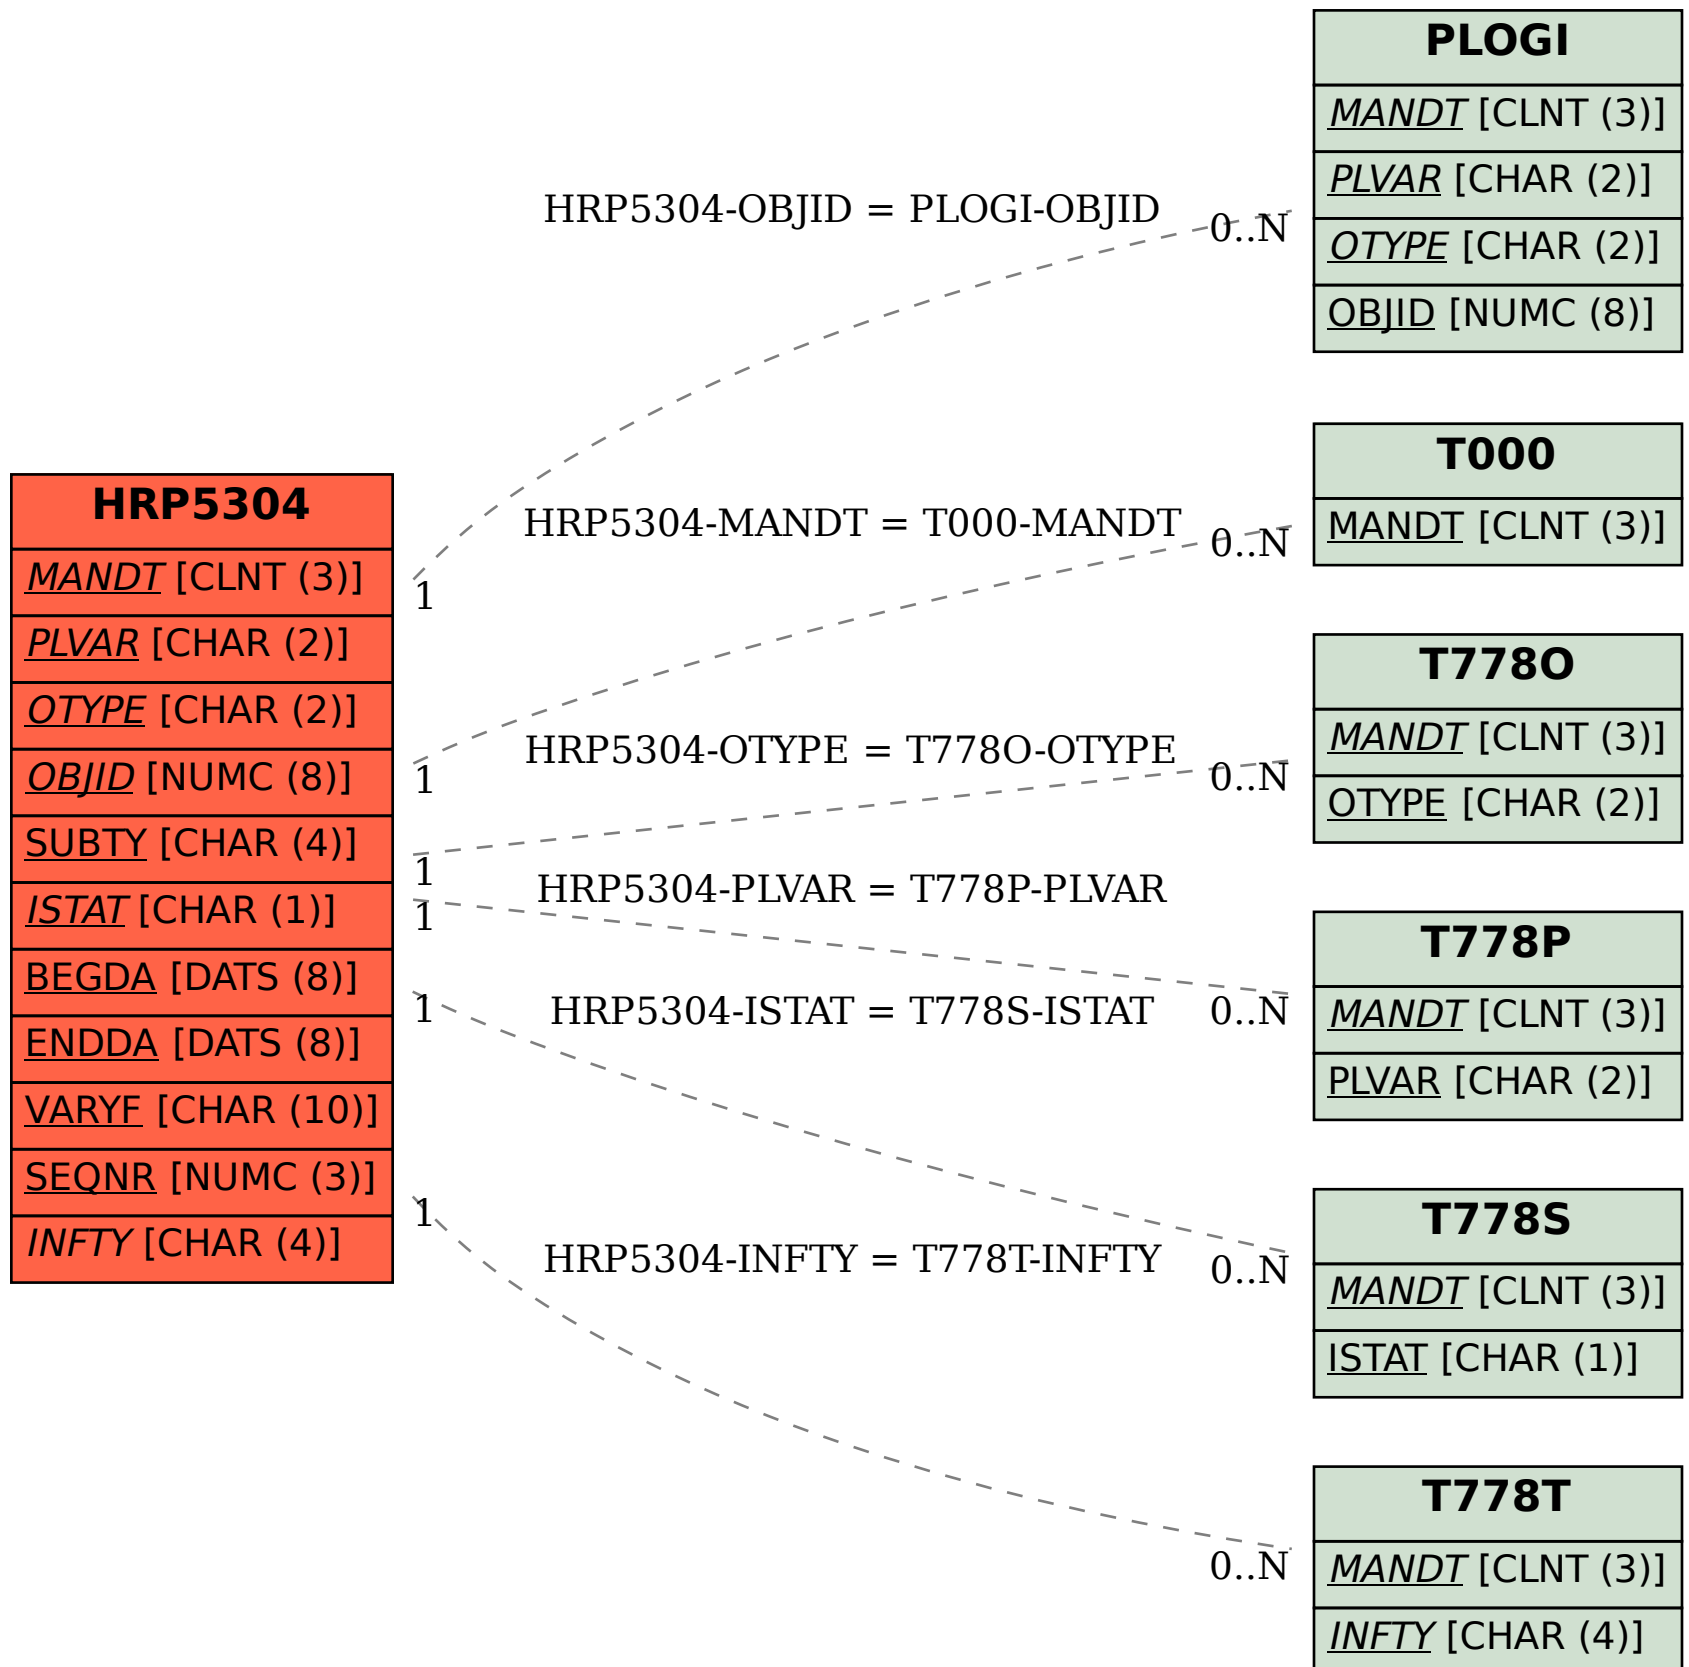 HRP5304
MANDT [CLNT (3)]
PLVAR [CHAR (2)]
OTYPE [CHAR (2)]
OBJID [NUMC (8)]
SUBTY [CHAR (4)]
ISTAT [CHAR (1)]
BEGDA [DATS (8)]
ENDDA [DATS (8)]
VARYF [CHAR (10)]
SEQNR [NUMC (3)]
INFTY [CHAR (4)]
HRP5304-OBJID = PLOGI-OBJID
0..N
1
HRP5304-MANDT = T000-MANDT
0..N
1
HRP5304-OTYPE = T778O-OTYPE
0..N
1
HRP5304-PLVAR = T778P-PLVAR
1
0..N
HRP5304-ISTAT = T778S-ISTAT
1
0..N
HRP5304-INFTY = T778T-INFTY
1
0..N
PLOGI
MANDT [CLNT (3)]
PLVAR [CHAR (2)]
OTYPE [CHAR (2)]
OBJID [NUMC (8)]
T000
MANDT [CLNT (3)]
T778O
MANDT [CLNT (3)]
OTYPE [CHAR (2)]
T778P
MANDT [CLNT (3)]
PLVAR [CHAR (2)]
T778S
MANDT [CLNT (3)]
ISTAT [CHAR (1)]
T778T
MANDT [CLNT (3)]
INFTY [CHAR (4)]